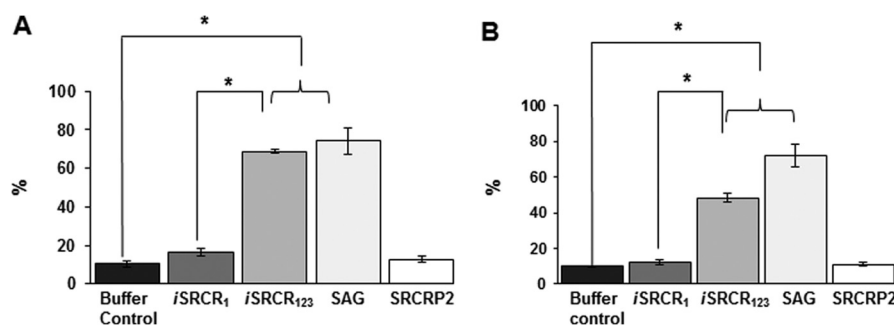 A
*
*
100
80
60
40
20
0
%
Buffer Control
iSRCR₁
iSRCR₁₂₃
SAG
SRCRP2
B
*
*
100
80
60
40
20
0
%
Buffer control
iSRCR₁
iSRCR₁₂₃
SAG
SRCRP2